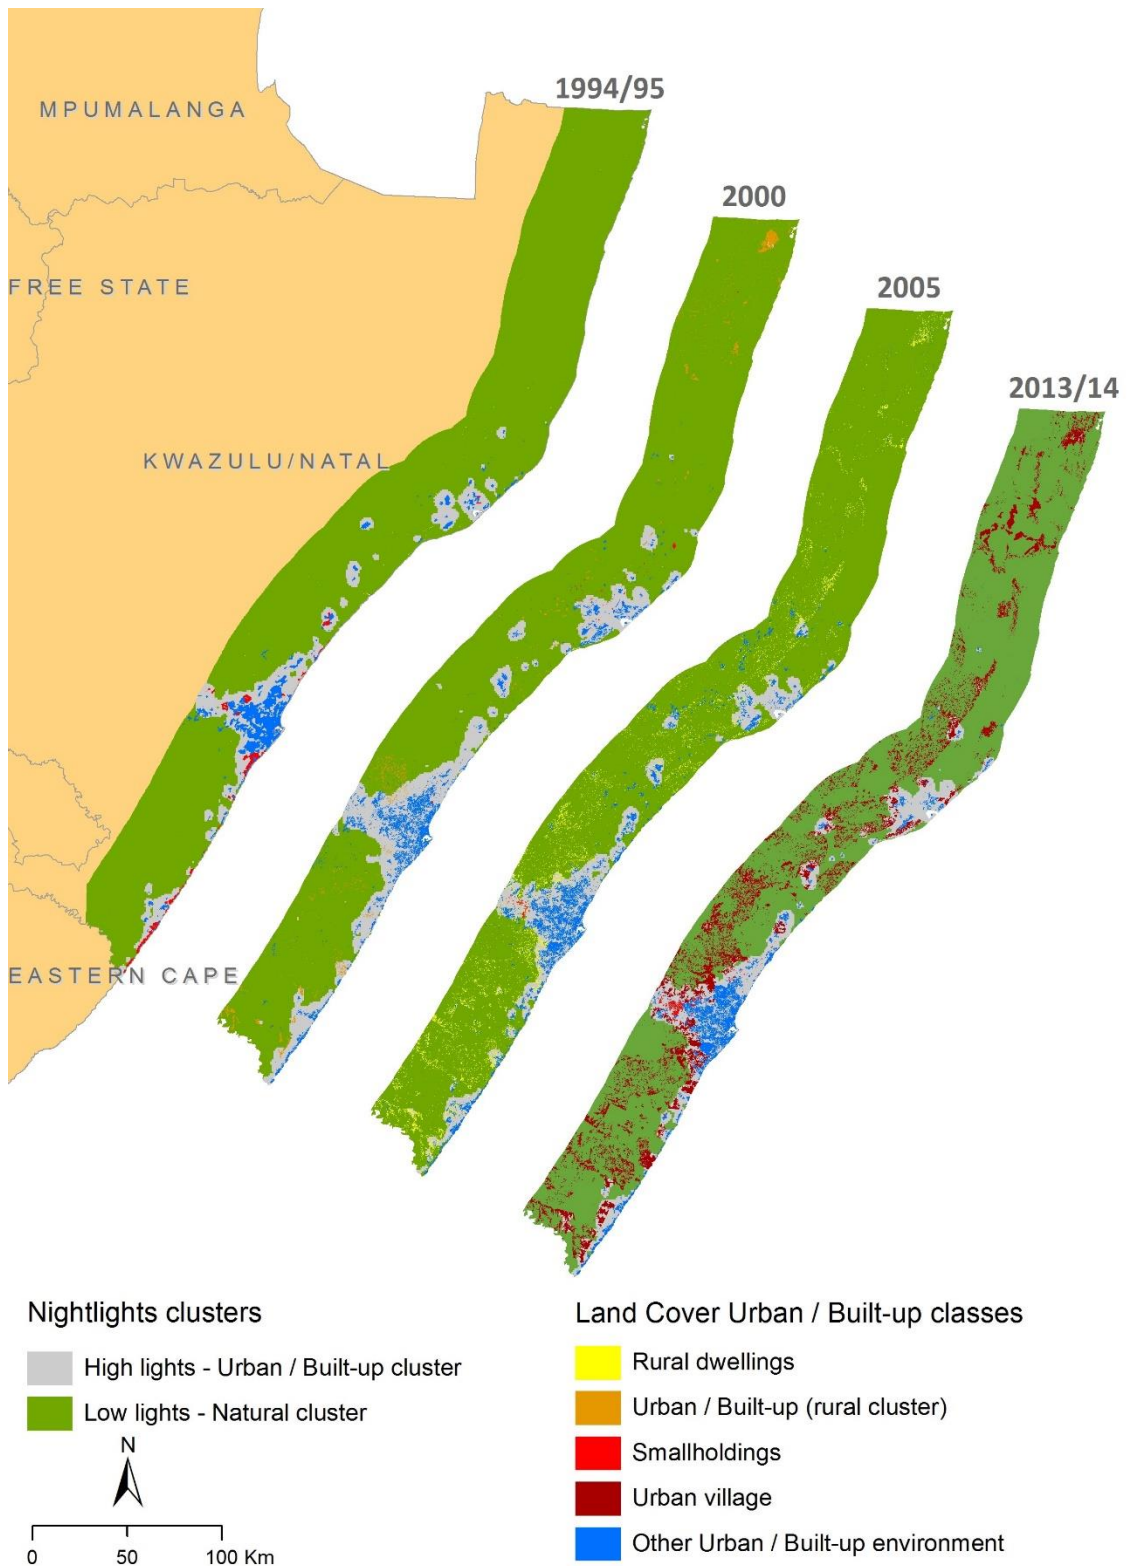 1994/95
MPUMALANGA
2000
FREE STATE
2005
2013/14
KWAZULU/NATAL
EASTERN CAPE
Nightlights clusters
High lights - Urban / Built-up cluster
Low lights - Natural cluster
N
0 50 100 Km
Land Cover Urban / Built-up classes
Rural dwellings
Urban / Built-up (rural cluster)
Smallholdings
Urban village
Other Urban / Built-up environment